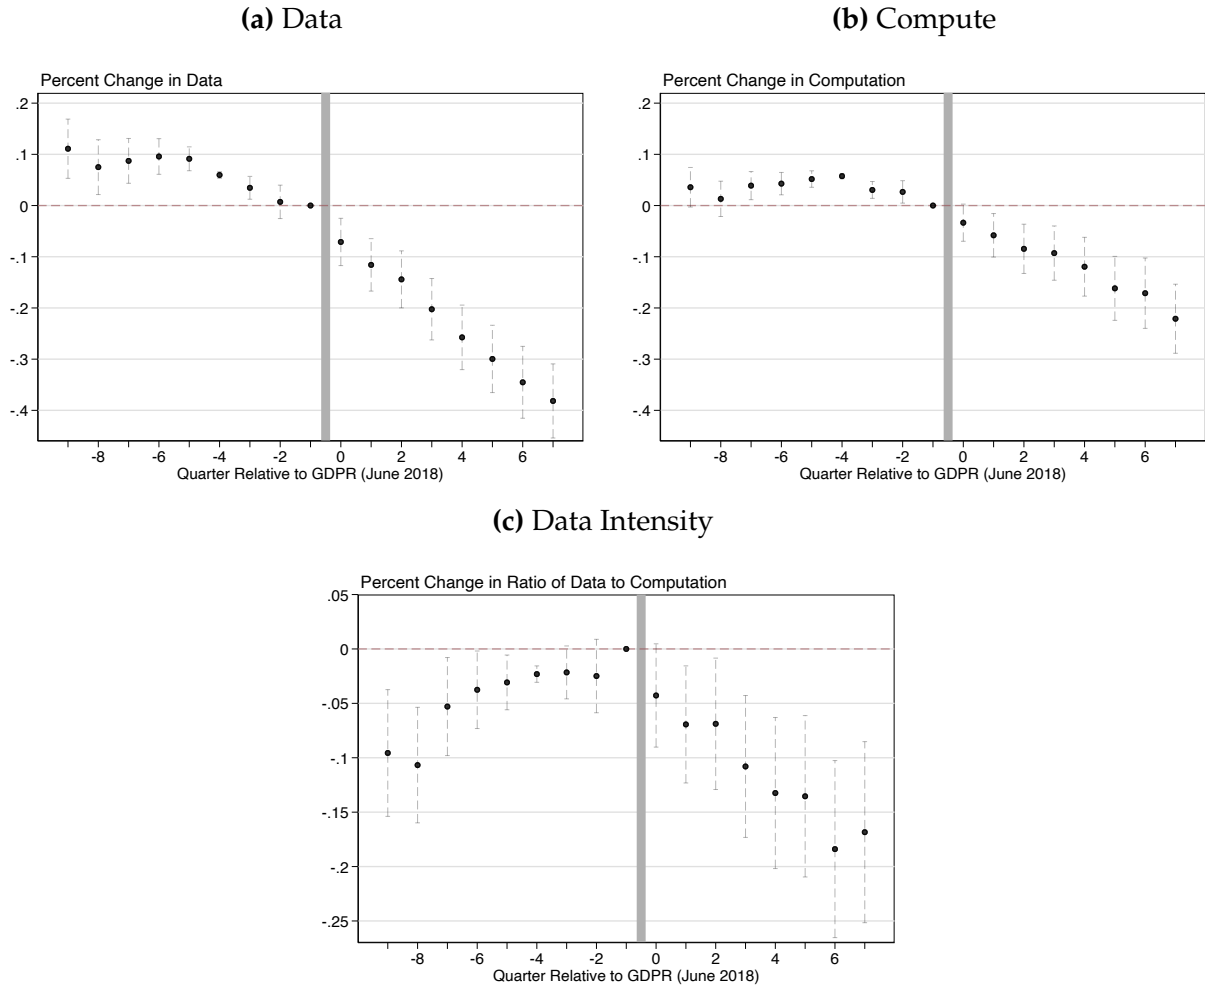 (a) Data
Percent Change in Data
.2
.1
0
-.1
-.2
-.3
-.4
-8 -6 -4 -2 0 2 4 6
Quarter Relative to GDPR (June 2018)
(b) Compute
Percent Change in Computation
.2
.1
0
-.1
-.2
-.3
-.4
-8 -6 -4 -2 0 2 4 6
Quarter Relative to GDPR (June 2018)
(c) Data Intensity
Percent Change in Ratio of Data to Computation
.05
0
-.05
-.1
-.15
-.2
-.25
-8 -6 -4 -2 0 2 4 6
Quarter Relative to GDPR (June 2018)